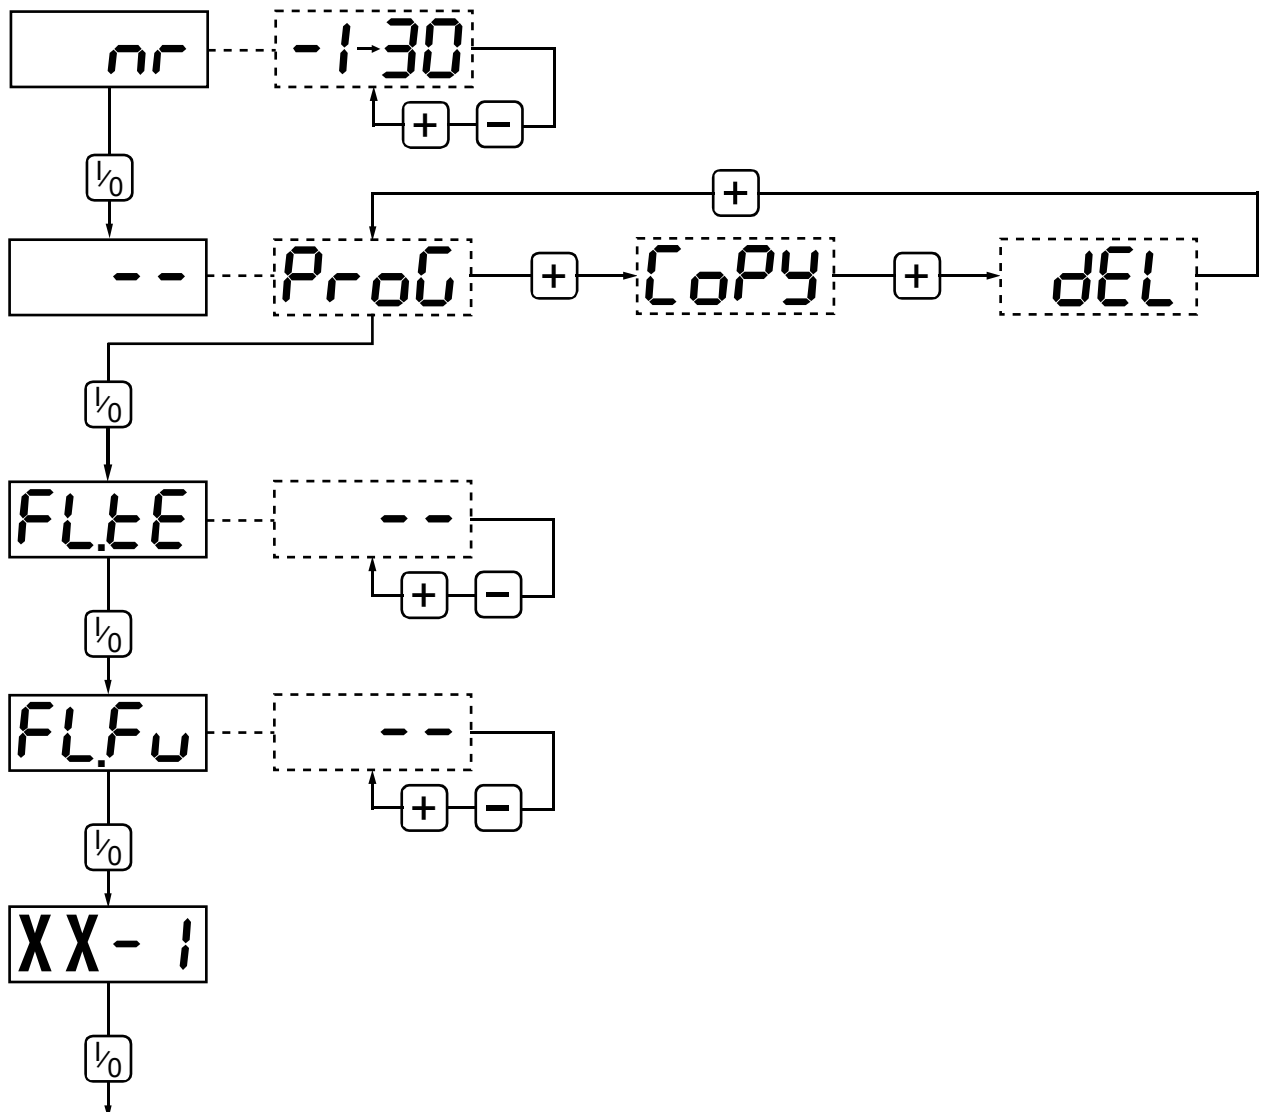 nr -1→30
+ -
I/0
+
-- ProG + CoPY + dEL
I/0
FL.tE --
+ -
I/0
FL.Fu --
+ -
I/0
XX-1
I/0